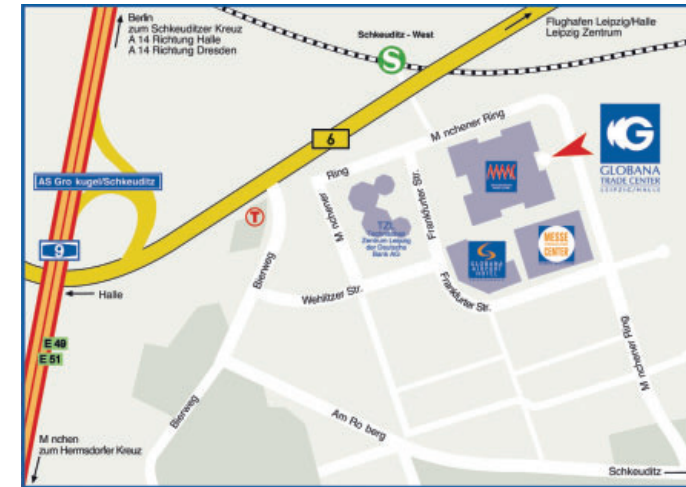 Berlin
zum Schkeuditzer Kreuz
A 14 Richtung Halle
A 14 Richtung Dresden
Flughafen Leipzig/Halle
Leipzig Zentrum
Schkeuditz - West
S
6
M nchener Ring
Ring
M nchener
Frankfurter Str.
G
GLOBANA
TRADE CENTER
LEIPZIG/HALLE
MMC
AS Gro kugel/Schkeuditz
T
TZL
Technisches
Zentrum Leipzig
der Deutsche
Bank AG
MESSE
CENTER
GLOBANA
AIRPORT
HOTEL
9
Bierweg
Halle
Wehlitzer Str.
Frankfurter Str.
M nchener Ring
E 49
E 51
Bierweg
Am Ro berg
M nchen
zum Hermsdorfer Kreuz
Schkeuditz